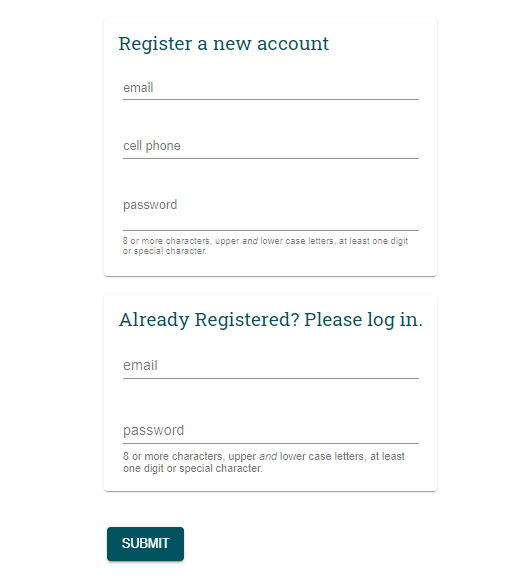 Register a new account
email
cell phone
password
8 or more characters, upper and lower case letters, at least one digit
or special character.
Already Registered? Please log in.
email
password
8 or more characters, upper and lower case letters, at least
one digit or special character.
SUBMIT